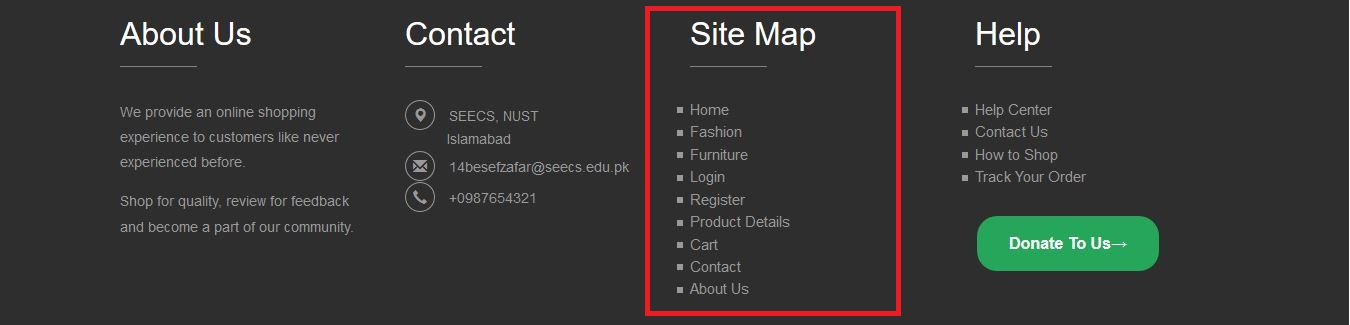 About Us
We provide an online shopping
experience to customers like never
experienced before.
Shop for quality, review for feedback
and become a part of our community.
Contact
SEECS, NUST
Islamabad
14besefzafar@seecs.edu.pk
+0987654321
Site Map
Home
Fashion
Furniture
Login
Register
Product Details
Cart
Contact
About Us
Help
Help Center
Contact Us
How to Shop
Track Your Order
Donate To Us→